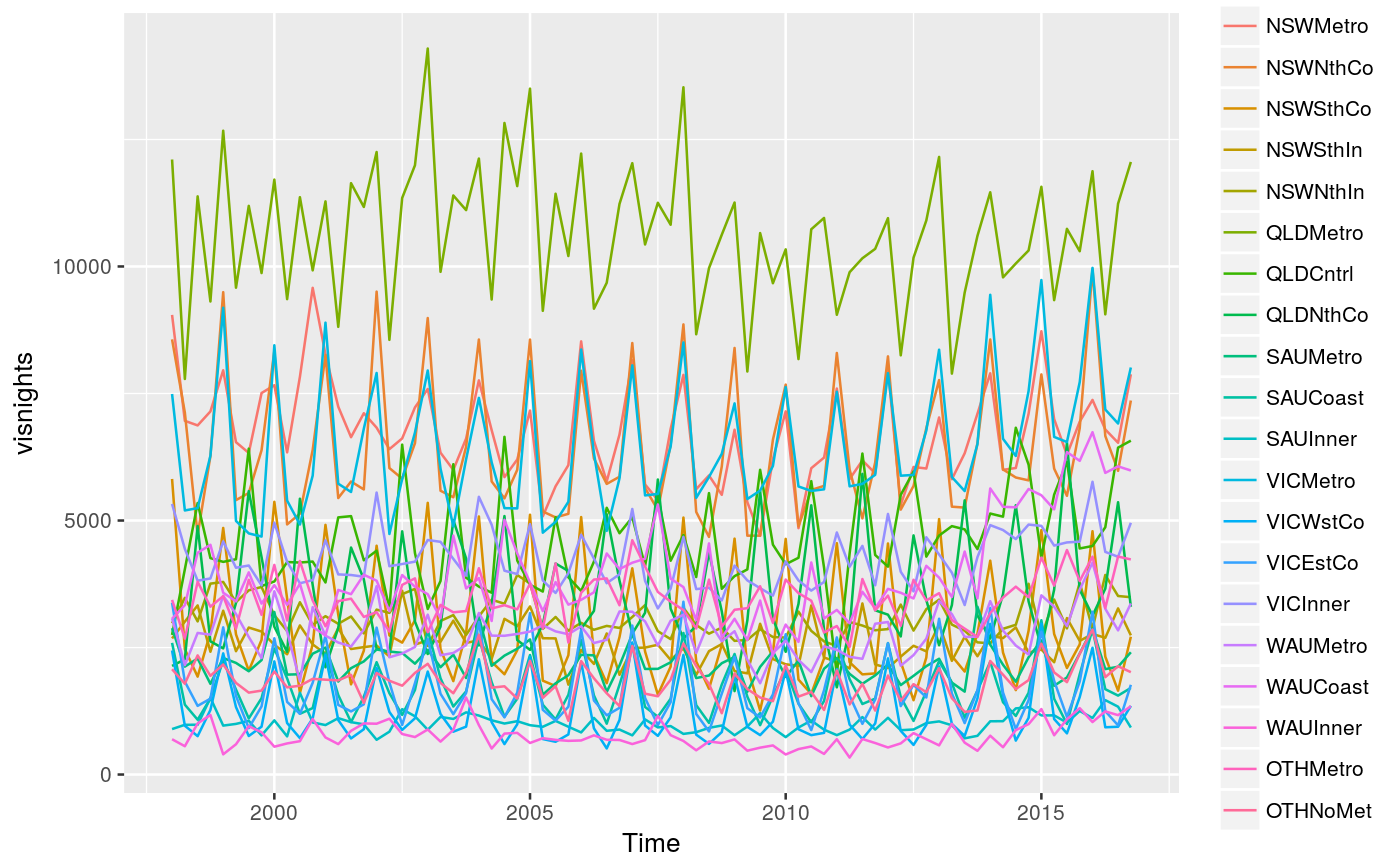 visnights
10000
5000
0
2000
2005
2010
2015
Time
NSWMetro
NSWNthCo
NSWSthCo
NSWSthIn
NSWNthIn
QLDMetro
QLDCntrl
QLDNthCo
SAUMetro
SAUCoast
SAUInner
VICMetro
VICWstCo
VICEstCo
VICInner
WAUMetro
WAUCoast
WAUInner
OTHMetro
OTHNoMet